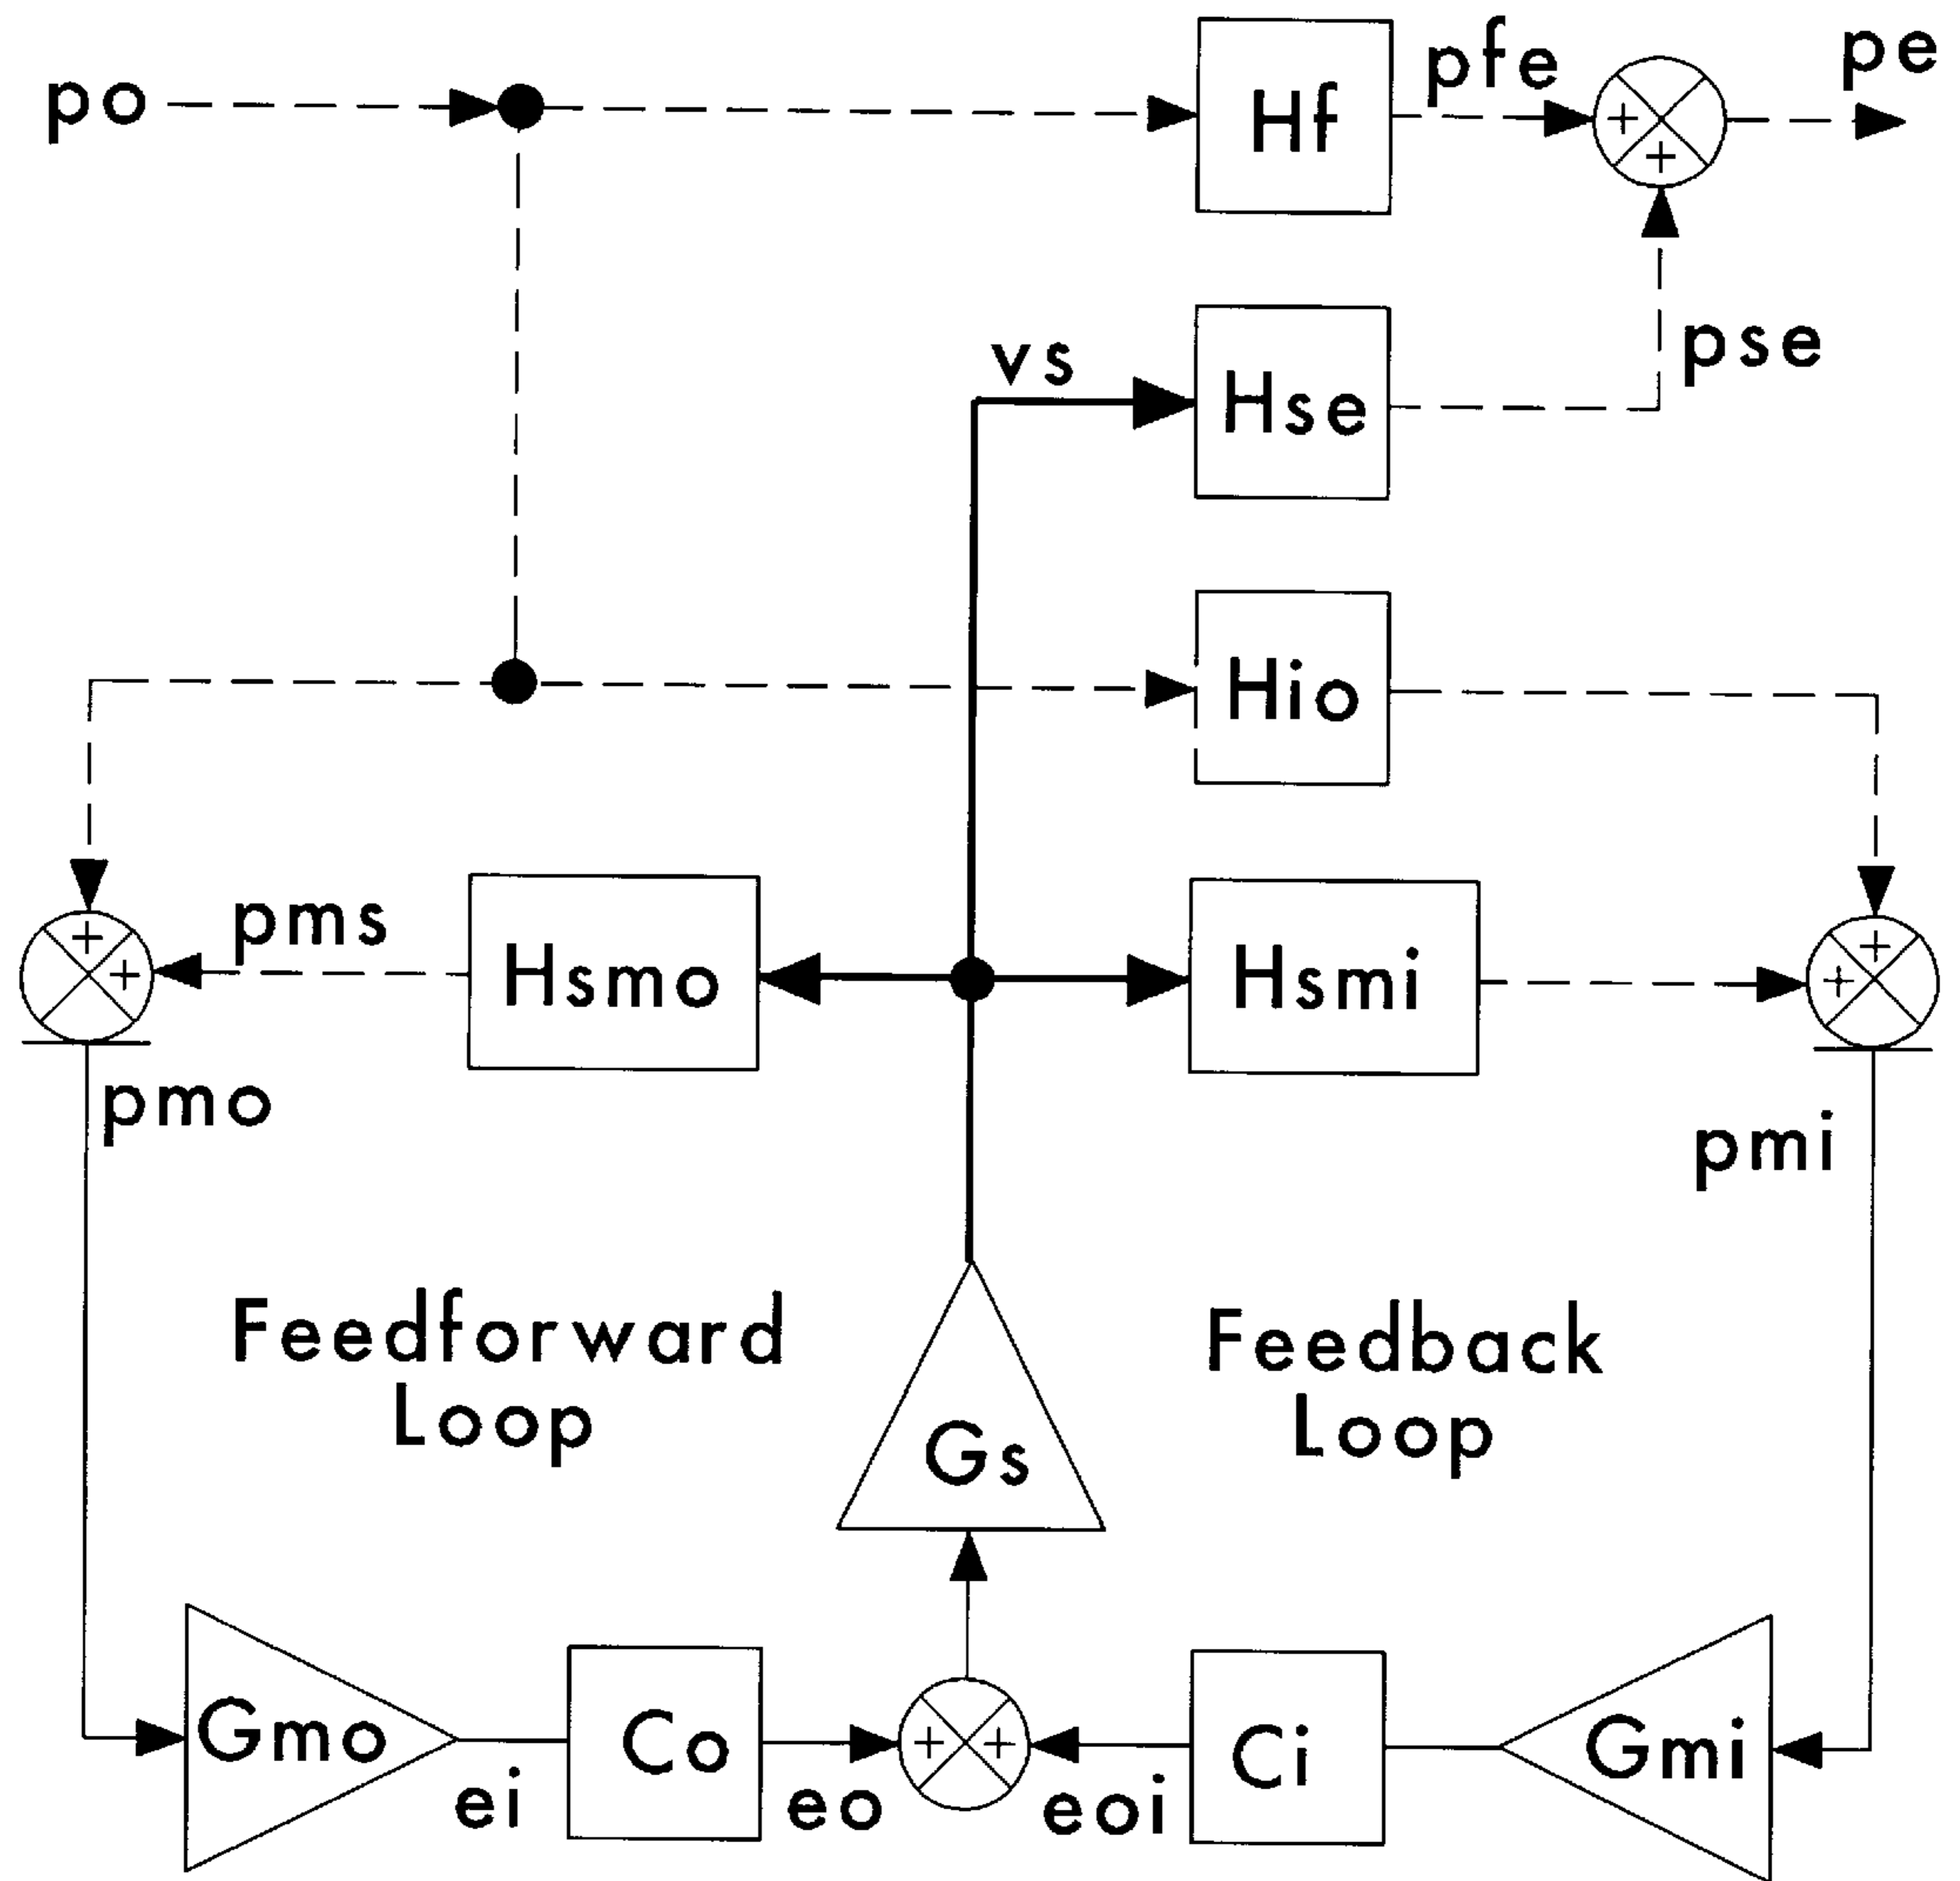 po
Hf
pfe
pe
+
+
vs
Hse
pse
Hio
pms
Hsmo
Hsmi
+
+
+
+
pmo
pmi
Feedforward
Loop
Feedback
Loop
Gs
Gmo
ei
Co
eo
+
+
eoi
Ci
Gmi